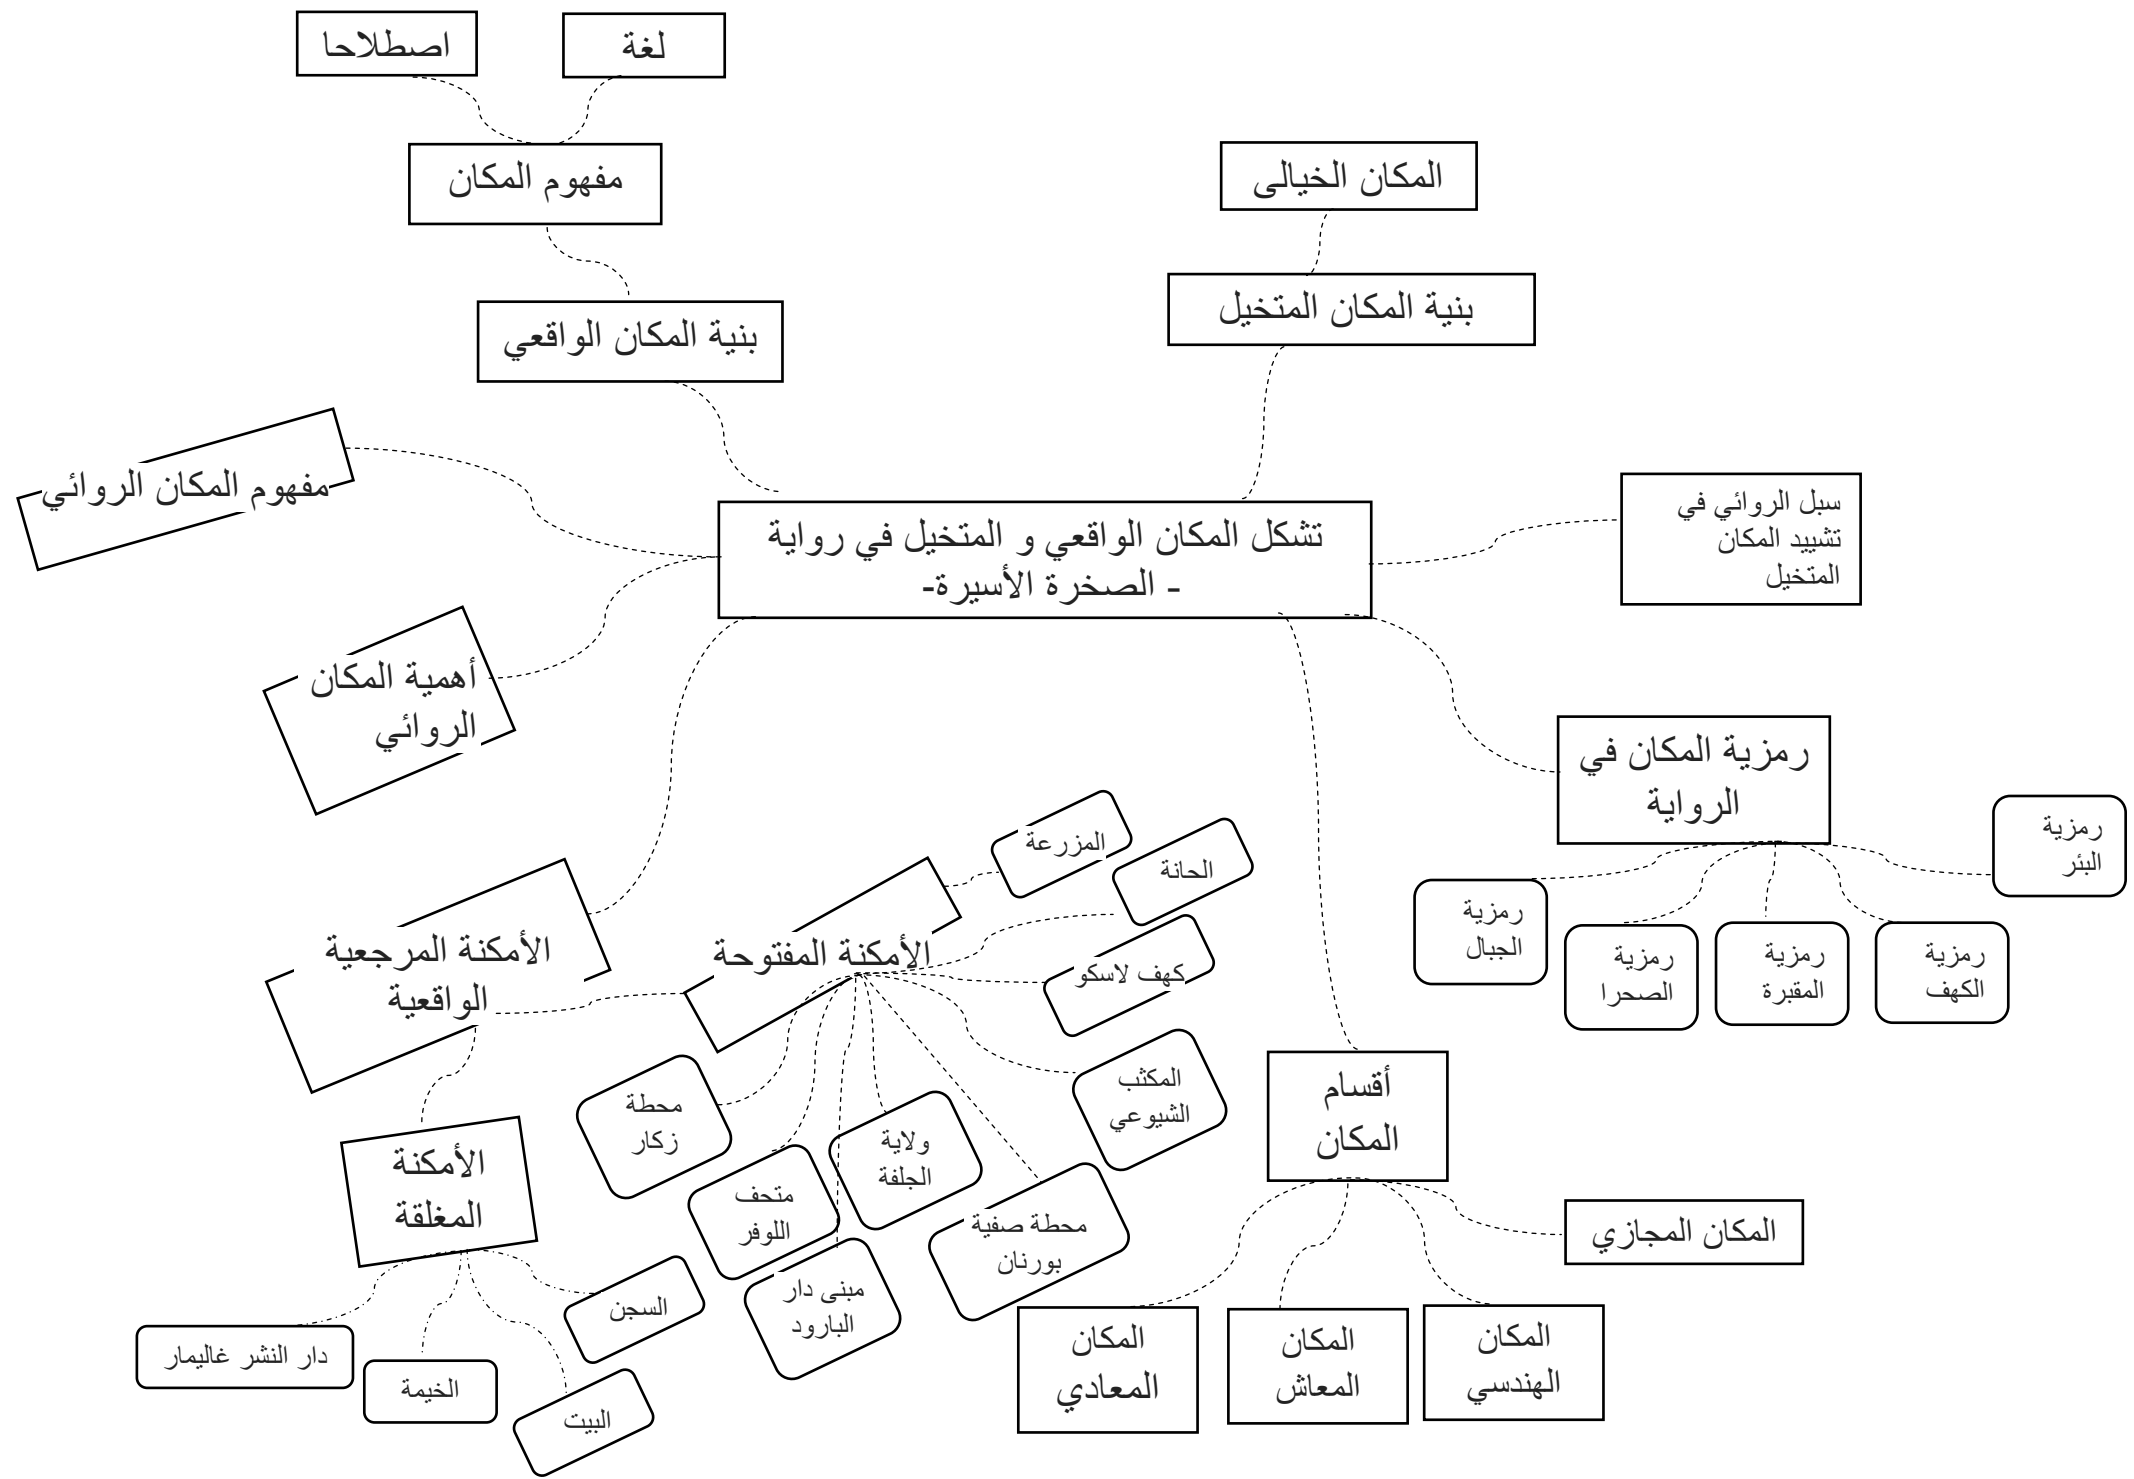 لغة
اصطلاحا
مفهوم المكان
المكان الخيالى
بنية المكان المتخيل
بنية المكان الواقعي
مفهوم المكان الروائي
سبل الروائي في
تشييد المكان
المتخيل
تشكل المكان الواقعي و المتخيل في رواية
- الصخرة الأسيرة-
أهمية المكان
الروائي
رمزية المكان في
الرواية
رمزية
البئر
رمزية
الكهف
رمزية
المقبرة
رمزية
الصحرا
رمزية
الجبال
الأمكنة المرجعية
الواقعية
الأمكنة المفتوحة
المزرعة
الحانة
كهف لاسكو
المكثب
الشيوعي
محطة صفية
بورنان
ولاية
الجلفة
مبنى دار
البارود
متحف
اللوفر
محطة
زكار
الأمكنة
المغلقة
السجن
البيت
الخيمة
دار النشر غاليمار
أقسام
المكان
المكان المجازي
المكان
الهندسي
المكان
المعاش
المكان
المعادي